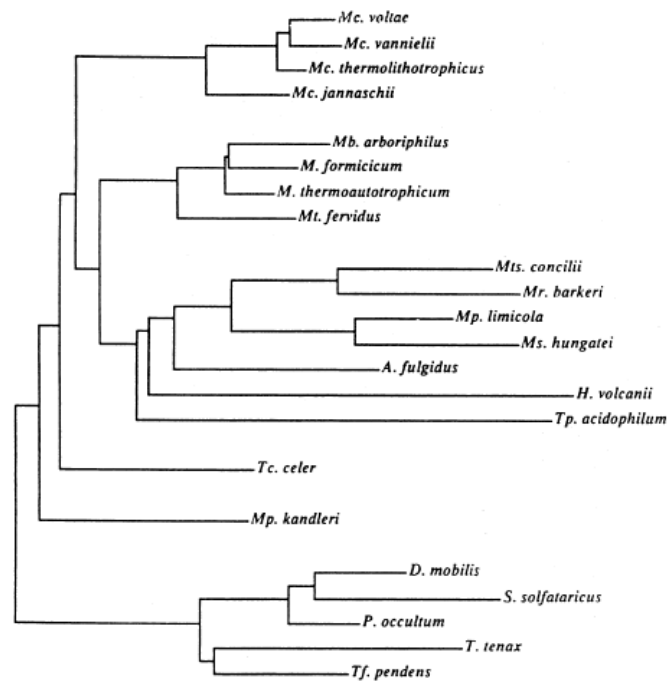 Mc. voltae
Mc. vannielii
Mc. thermolithotrophicus
Mc. jannaschii
Mb. arboriphilus
M. formicicum
M. thermoautotrophicum
Mt. fervidus
Mts. concilii
Mr. barkeri
Mp. limicola
Ms. hungatei
A. fulgidus
H. volcanii
Tp. acidophilum
Tc. celer
Mp. kandleri
D. mobilis
S. solfataricus
P. occultum
T. tenax
Tf. pendens